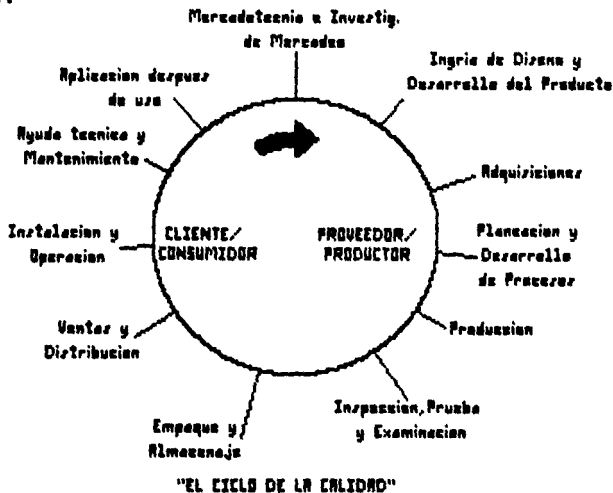 Mercadotecnia e Investig.
de Mercados
Ingria de Diseno y
Desarrollo del Producto
Adquisiciones
Planeacion y
Desarrollo
de Procesos
Produccion
Inspeccion, Prueba
y Examinacion
Empaque y
Almacenaje
Ventas y
Distribucion
Instalacion y
Operacion
Ayuda tecnica y
Mantenimiento
Aplicacion despues
de uso
CLIENTE/
CONSUMIDOR
PROVEEDOR/
PRODUCTOR
"EL CICLO DE LA CALIDAD"